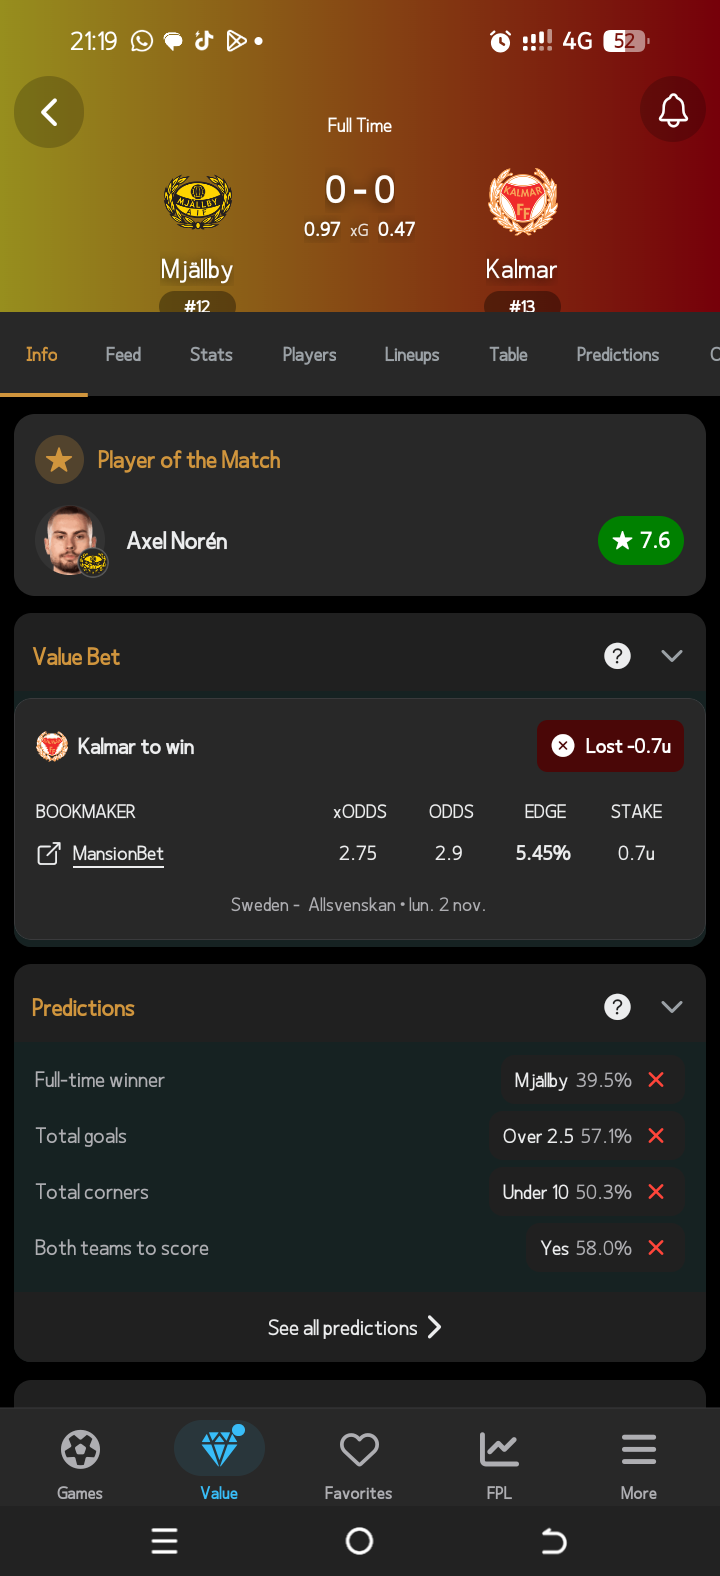 21:19 4G 52
Full Time
MJÄLLBY
A I F
0 - 0
KALMAR
FF
0.97 xG 0.47
Mjällby Kalmar
#12 #13
Info Feed Stats Players Lineups Table Predictions
Player of the Match
Axel Norén 7.6
Value Bet ?
Kalmar to win Lost -0.7u
BOOKMAKER xODDS ODDS EDGE STAKE
MansionBet 2.75 2.9 5.45% 0.7u
Sweden - Allsvenskan • lun. 2 nov.
Predictions ?
Full-time winner Mjällby 39.5%
Total goals Over 2.5 57.1%
Total corners Under 10 50.3%
Both teams to score Yes 58.0%
See all predictions
Games Value Favorites FPL More